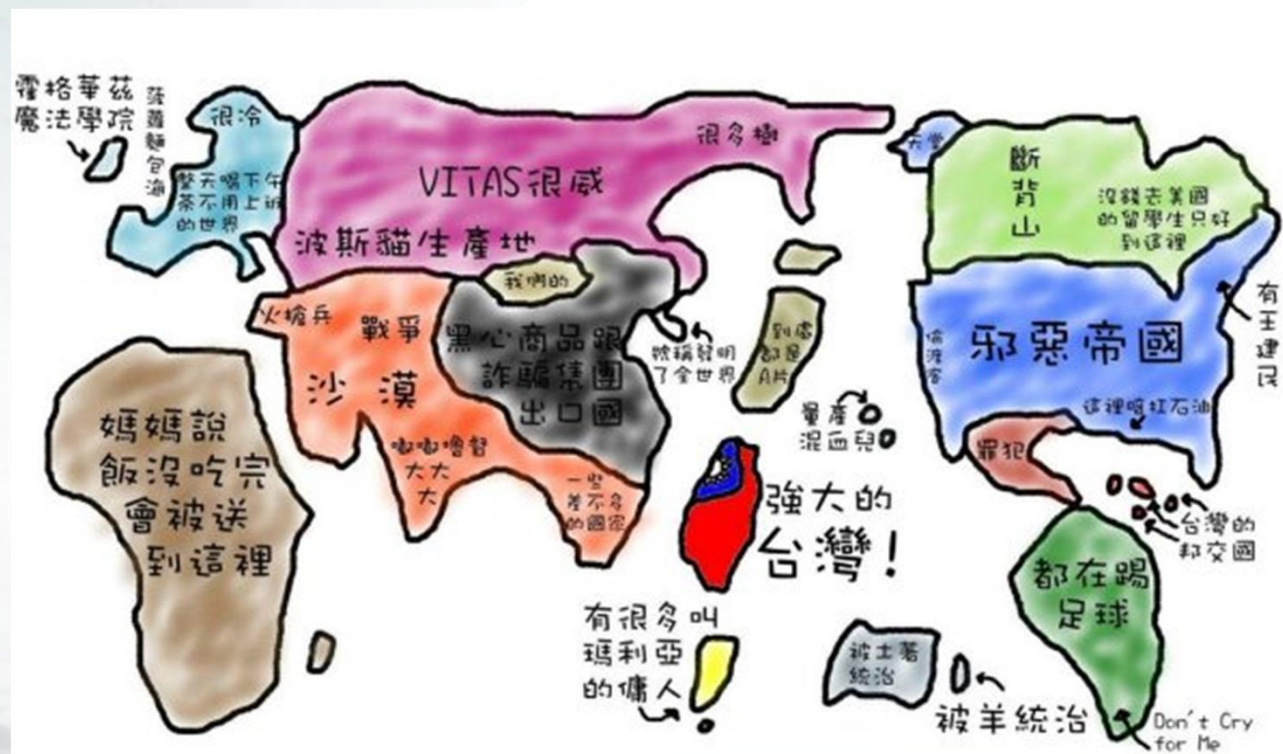 霍格華茲
魔法學院
菠蘿麵包海
很冷
整天喝下午
茶不用上班
的世界
VITAS很威
很多樹
波斯貓生產地
我們的
火槍兵
戰爭
沙漠
黑心商品跟
詐騙集團
出口國
號稱發明
了全世界
到處
都是
A片
嘟嘟嚕督
大大
大
一些
差不多
的國家
媽媽說
飯沒吃完
會被送
到這裡
量產
混血兒
強大的
台灣!
有很多叫
瑪利亞
的傭人
被土著
統治
被羊統治
天堂
斷背山
沒錢去美國
的留學生只好
到這裡
邪惡帝國
偷渡客
有王建民
這裡暗扛石油
罪犯
台灣的
邦交國
都在踢
足球
Don't Cry
for Me